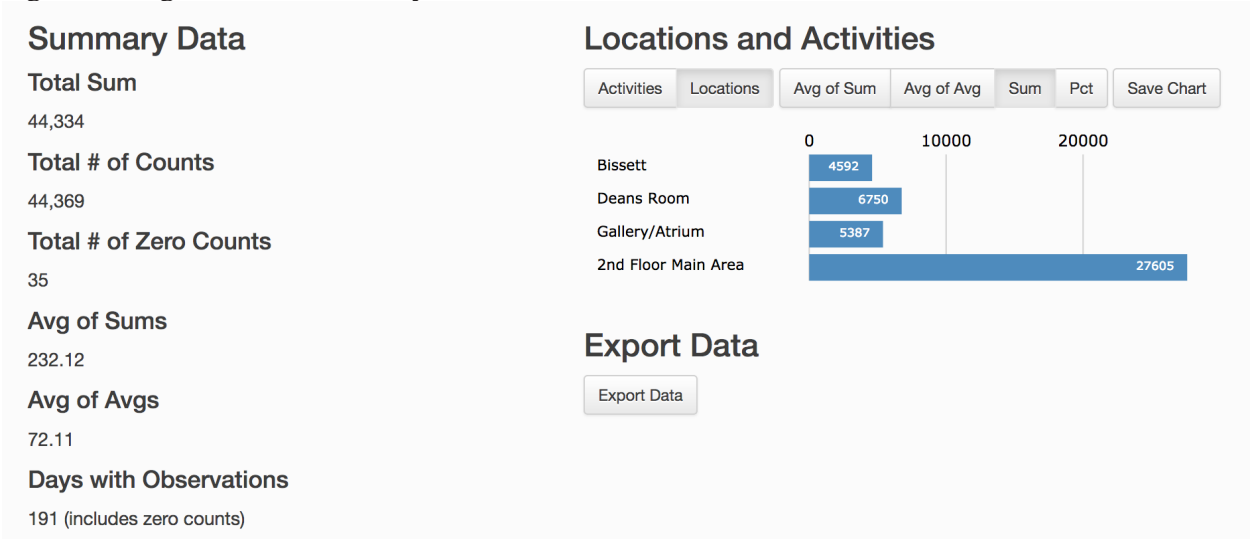 Summary Data
Total Sum
44,334
Total # of Counts
44,369
Total # of Zero Counts
35
Avg of Sums
232.12
Avg of Avgs
72.11
Days with Observations
191 (includes zero counts)
Locations and Activities
Activities Locations Avg of Sum Avg of Avg Sum Pct Save Chart
0 10000 20000
Bissett 4592
Deans Room 6750
Gallery/Atrium 5387
2nd Floor Main Area 27605
Export Data
Export Data